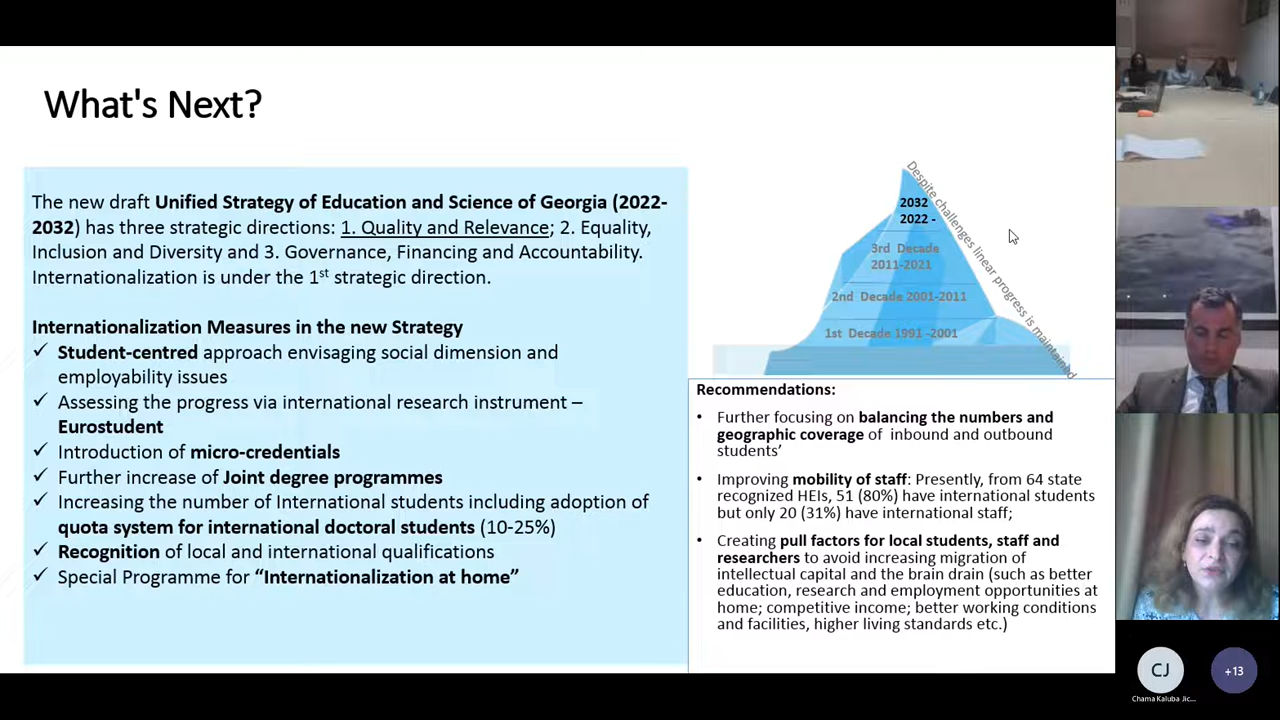 What's Next?
The new draft Unified Strategy of Education and Science of Georgia (2022-
2032) has three strategic directions: 1. Quality and Relevance; 2. Equality,
Inclusion and Diversity and 3. Governance, Financing and Accountability.
Internationalization is under the 1st strategic direction.
Internationalization Measures in the new Strategy
✓ Student-centred approach envisaging social dimension and
employability issues
✓ Assessing the progress via international research instrument –
Eurostudent
✓ Introduction of micro-credentials
✓ Further increase of Joint degree programmes
✓ Increasing the number of International students including adoption of
quota system for international doctoral students (10-25%)
✓ Recognition of local and international qualifications
✓ Special Programme for “Internationalization at home”
2032
2022 -
3rd Decade
2011-2021
2nd Decade 2001-2011
1st Decade 1991 -2001
Despite challenges linear progress is maintained
Recommendations:
• Further focusing on balancing the numbers and
geographic coverage of inbound and outbound
students’
• Improving mobility of staff: Presently, from 64 state
recognized HEIs, 51 (80%) have international students
but only 20 (31%) have international staff;
• Creating pull factors for local students, staff and
researchers to avoid increasing migration of
intellectual capital and the brain drain (such as better
education, research and employment opportunities at
home; competitive income; better working conditions
and facilities, higher living standards etc.)
CJ
+13
Chama Kaluba Jic...